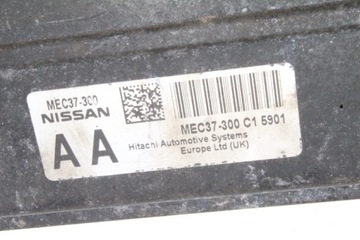 MEC37-300
NISSAN
MEC37-300 C1 5901
AA
Hitachi Automotive Systems
Europe Ltd (UK)